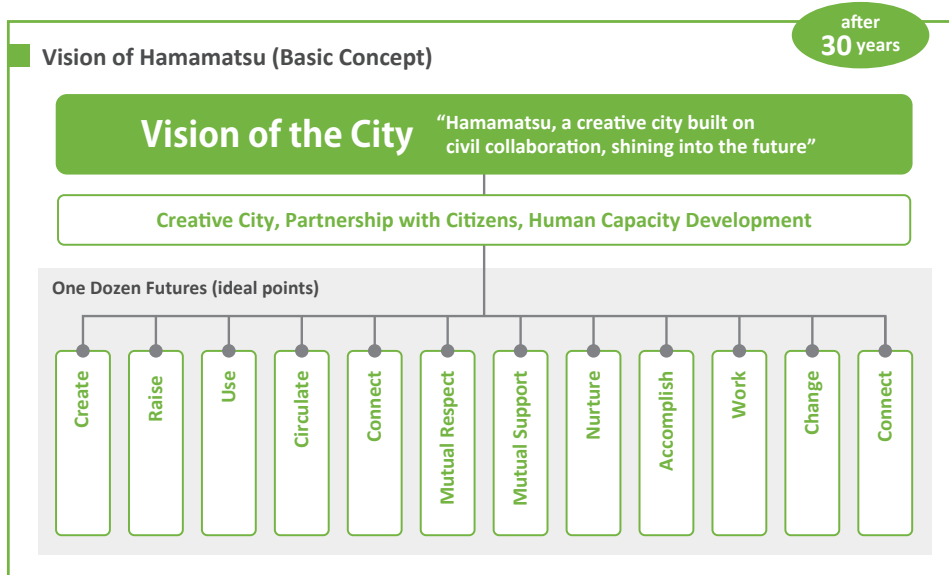 after
30 years
Vision of Hamamatsu (Basic Concept)
Vision of the City
“Hamamatsu, a creative city built on
civil collaboration, shining into the future”
Creative City, Partnership with Citizens, Human Capacity Development
One Dozen Futures (ideal points)
Create
Raise
Use
Circulate
Connect
Mutual Respect
Mutual Support
Nurture
Accomplish
Work
Change
Connect